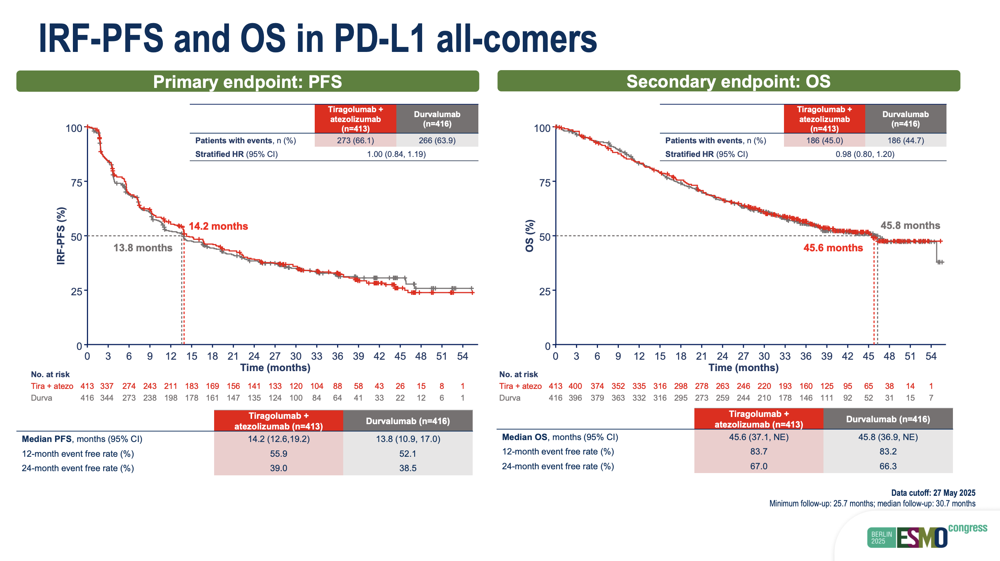 IRF-PFS and OS in PD-L1 all-comers
Primary endpoint: PFS
Tiragolumab +
atezolizumab
(n=413)
Durvalumab
(n=416)
Patients with events, n (%) 273 (66.1) 266 (63.9)
Stratified HR (95% CI) 1.00 (0.84, 1.19)
IRF-PFS (%)
100
75
50
25
0
14.2 months
13.8 months
0 3 6 9 12 15 18 21 24 27 30 33 36 39 42 45 48 51 54
Time (months)
No. at risk
Tira + atezo 413 337 274 243 211 183 169 156 141 133 120 104 88 58 43 26 15 8 1
Durva 416 344 273 238 198 178 161 147 135 124 100 84 64 41 33 22 12 6 1
Tiragolumab +
atezolizumab (n=413)
Durvalumab (n=416)
Median PFS, months (95% CI) 14.2 (12.6,19.2) 13.8 (10.9, 17.0)
12-month event free rate (%) 55.9 52.1
24-month event free rate (%) 39.0 38.5
Secondary endpoint: OS
Tiragolumab +
atezolizumab
(n=413)
Durvalumab
(n=416)
Patients with events, n (%) 186 (45.0) 186 (44.7)
Stratified HR (95% CI) 0.98 (0.80, 1.20)
OS (%)
100
75
50
25
0
45.8 months
45.6 months
0 3 6 9 12 15 18 21 24 27 30 33 36 39 42 45 48 51 54
Time (months)
No. at risk
Tira + atezo 413 400 374 352 335 316 298 278 263 246 220 193 160 125 95 65 38 14 1
Durva 416 396 379 363 332 316 295 273 259 244 210 178 146 111 92 52 31 15 7
Tiragolumab +
atezolizumab (n=413)
Durvalumab (n=416)
Median OS, months (95% CI) 45.6 (37.1, NE) 45.8 (36.9, NE)
12-month event free rate (%) 83.7 83.2
24-month event free rate (%) 67.0 66.3
Data cutoff: 27 May 2025
Minimum follow-up: 25.7 months; median follow-up: 30.7 months
BERLIN
2025
ESMO
congress